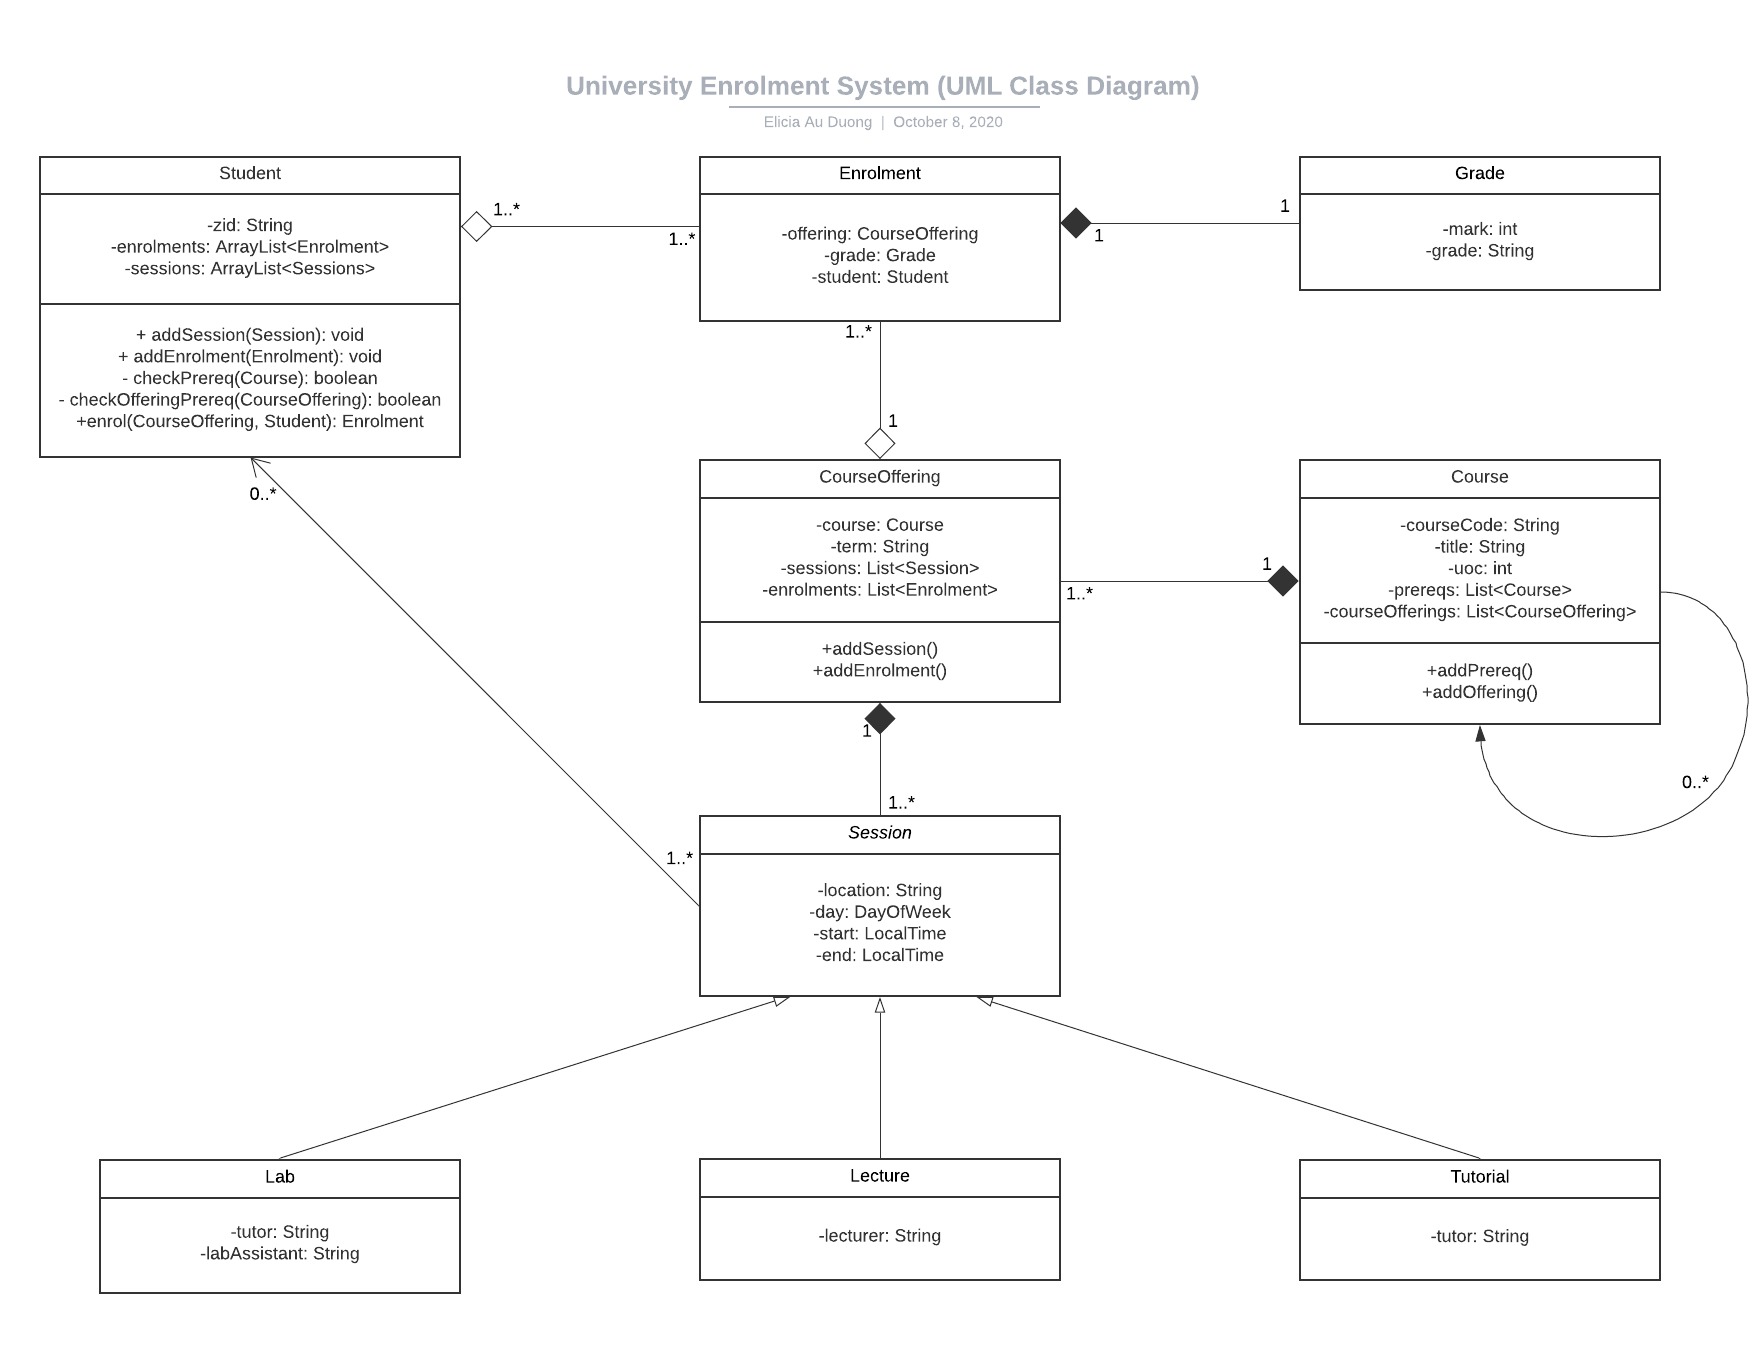 University Enrolment System (UML Class Diagram)
Elicia Au Duong | October 8, 2020
Student
-zid: String
-enrolments: ArrayList<Enrolment>
-sessions: ArrayList<Sessions>
+ addSession(Session): void
+ addEnrolment(Enrolment): void
- checkPrereq(Course): boolean
- checkOfferingPrereq(CourseOffering): boolean
+enrol(CourseOffering, Student): Enrolment
1..*
1..*
Enrolment
-offering: CourseOffering
-grade: Grade
-student: Student
1
1
Grade
-mark: int
-grade: String
1..*
1
0..*
CourseOffering
-course: Course
-term: String
-sessions: List<Session>
-enrolments: List<Enrolment>
+addSession()
+addEnrolment()
1
1..*
Course
-courseCode: String
-title: String
-uoc: int
-prereqs: List<Course>
-courseOfferings: List<CourseOffering>
+addPrereq()
+addOffering()
0..*
1
1..*
1..*
Session
-location: String
-day: DayOfWeek
-start: LocalTime
-end: LocalTime
Lab
-tutor: String
-labAssistant: String
Lecture
-lecturer: String
Tutorial
-tutor: String